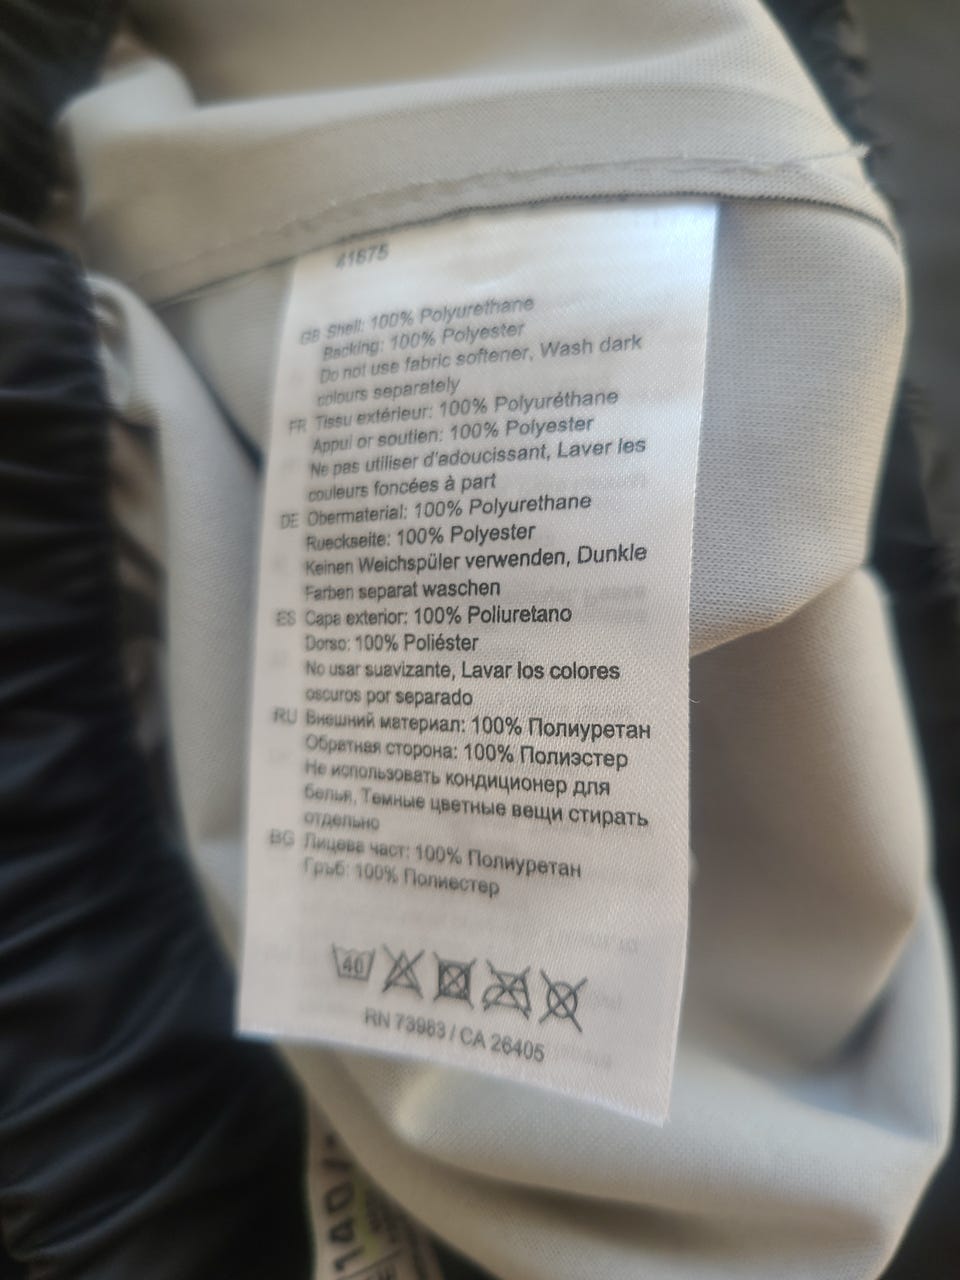 41675
GB Shell: 100% Polyurethane
Backing: 100% Polyester
Do not use fabric softener, Wash dark
colours separately
FR Tissu extérieur: 100% Polyuréthane
Appui or soutien: 100% Polyester
Ne pas utiliser d'adoucissant, Laver les
couleurs foncées à part
DE Obermaterial: 100% Polyurethane
Rueckseite: 100% Polyester
Keinen Weichspüler verwenden, Dunkle
Farben separat waschen
ES Capa exterior: 100% Poliuretano
Dorso: 100% Poliéster
No usar suavizante, Lavar los colores
oscuros por separado
RU Внешний материал: 100% Полиуретан
Обратная сторона: 100% Полиэстер
Не использовать кондиционер для
белья, Темные цветные вещи стирать
отдельно
BG Лицева част: 100% Полиуретан
Гръб: 100% Полиестер
40
RN 73983 / CA 26405
140/